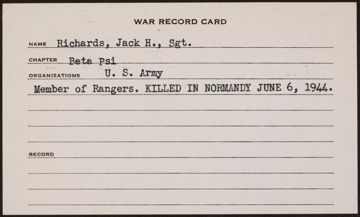 WAR RECORD CARD
NAME Richards, Jack H., Sgt.
CHAPTER Beta Psi
ORGANIZATIONS U. S. Army
Member of Rangers. KILLED IN NORMANDY JUNE 6, 1944.
RECORD